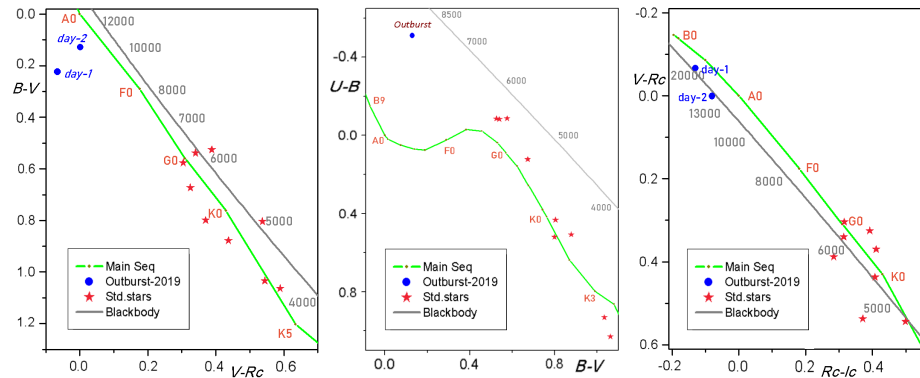 0.0
0.2
B-V
0.4
0.6
0.8
1.0
1.2
A0
12000
10000
day-2
day-1
F0
8000
7000
G0
6000
K0
5000
4000
K5
Main Seq
Outburst-2019
Std.stars
Blackbody
0.0
0.2
0.4
0.6
V-Rc
-0.4
U-B
0.0
0.4
0.8
8500
Outburst
7000
6000
B9
A0
F0
G0
5000
4000
K0
K3
Main Seq
Outburst-2019
Std.stars
Blackbody
0.0
0.4
0.8
B-V
-0.2
V-Rc
0.0
0.2
0.4
0.6
B0
20000
day-1
day-2
A0
13000
10000
F0
8000
G0
6000
K0
5000
Main Seq
Outburst-2019
Std.stars
Blackbody
-0.2
0.0
0.2
0.4
Rc-Ic